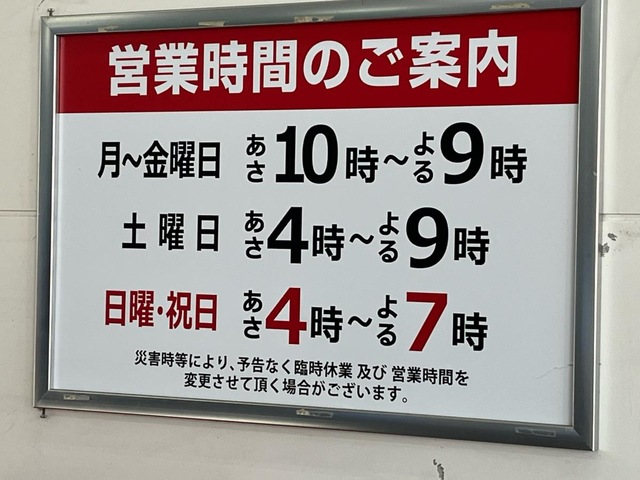 営業時間のご案内
月～金曜日 あさ10時～よる9時
土曜日 あさ4時～よる9時
日曜・祝日 あさ4時～よる7時
災害時等により、予告なく臨時休業 及び 営業時間を
変更させて頂く場合がございます。